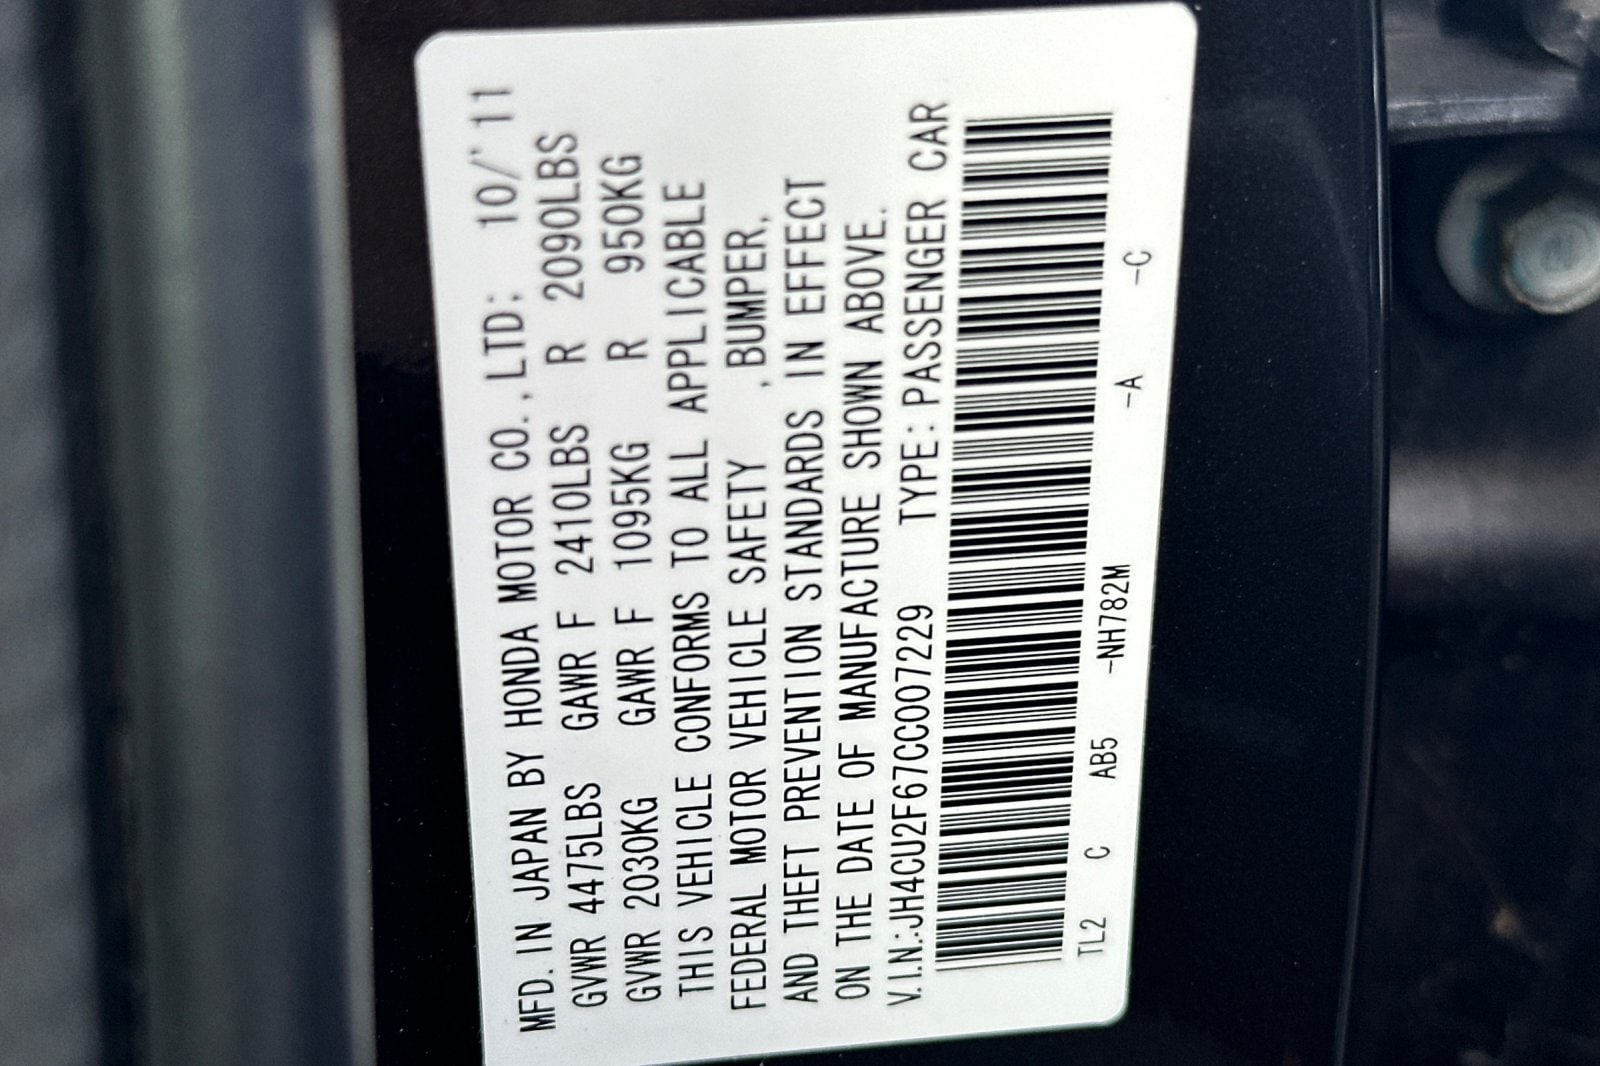 MFD. IN JAPAN BY HONDA MOTOR CO.,LTD: 10/'11
GVWR 4475LBS GAWR F 2410LBS R 2090LBS
GVWR 2030KG GAWR F 1095KG R 950KG
THIS VEHICLE CONFORMS TO ALL APPLICABLE
FEDERAL MOTOR VEHICLE SAFETY ,BUMPER,
AND THEFT PREVENTION STANDARDS IN EFFECT
ON THE DATE OF MANUFACTURE SHOWN ABOVE.
V.I.N.:JH4CU2F67CC007229 TYPE:PASSENGER CAR
TL2 C AB5 -NH782M -A -C